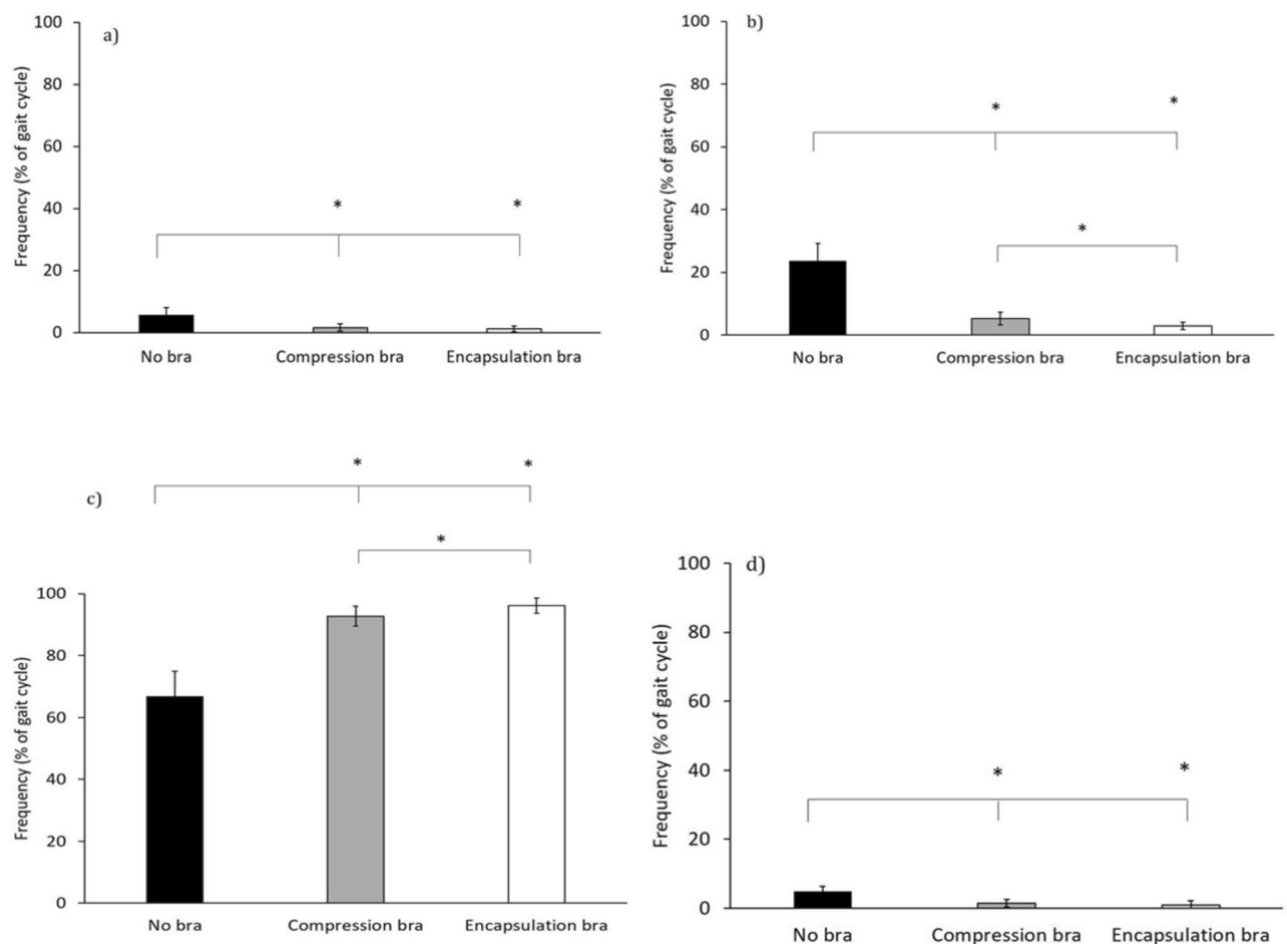 a)
Frequency (% of gait cycle)
100
80
60
40
20
0
* *
No bra Compression bra Encapsulation bra
b)
Frequency (% of gait cycle)
100
80
60
40
20
0
* *
*
No bra Compression bra Encapsulation bra
c)
Frequency (% of gait cycle)
* *
*
100
80
60
40
20
0
No bra Compression bra Encapsulation bra
d)
Frequency (% of gait cycle)
100
80
60
40
20
0
* *
No bra Compression bra Encapsulation bra